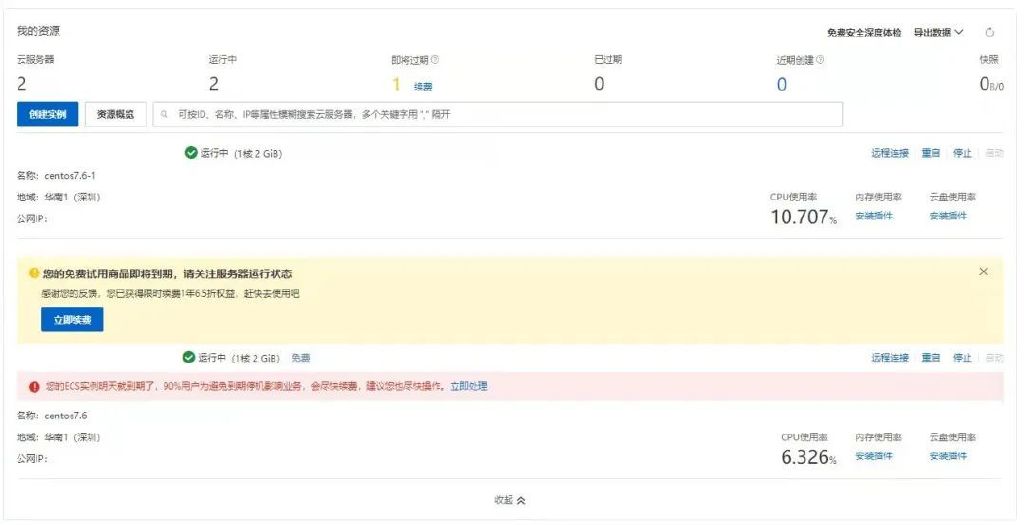 我的资源
免费安全深度体检 导出数据
云服务器 运行中 即将过期 已过期 近期创建 快照
2 2 1 续费 0 0 0B/0
创建实例 资源概览 可按ID、名称、IP等属性模糊搜索云服务器，多个关键字用 "," 隔开
运行中 (1核 2 GiB) 远程连接 重启 停止 启动
名称: centos7.6-1
地域: 华南1 (深圳) CPU使用率 内存使用率 云盘使用率
公网IP: 10.707% 安装插件 安装插件
您的免费试用商品即将到期，请关注服务器运行状态
感谢您的反馈，您已获得限时续费1年6.5折权益，赶快去使用吧
立即续费
运行中 (1核 2 GiB) 免费 远程连接 重启 停止 启动
您的ECS实例明天就到期了，90%用户为避免到期停机影响业务，会尽快续费，建议您也尽快操作。立即处理
名称: centos7.6
地域: 华南1 (深圳) CPU使用率 内存使用率 云盘使用率
公网IP: 6.326% 安装插件 安装插件
收起